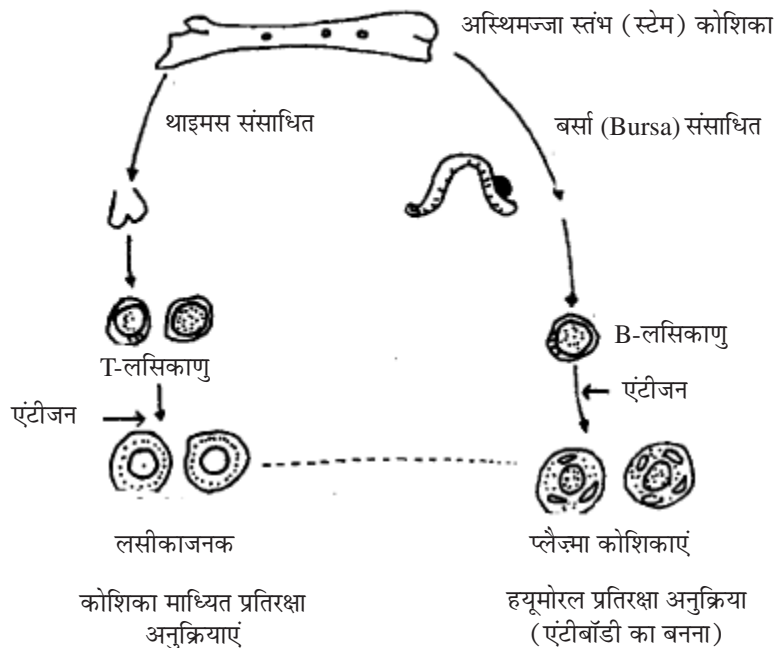 अस्थिमज्जा स्तंभ (स्टेम) कोशिका
थाइमस संसाधित
बर्सा (Bursa) संसाधित
B-लसिकाणु
T-लसिकाणु
एंटीजन
एंटीजन
लसीकाजनक
प्लैज़्मा कोशिकाएं
कोशिका माध्यित प्रतिरक्षा
अनुक्रियाएं
हयूमोरल प्रतिरक्षा अनुक्रिया
(एंटीबॉडी का बनना)